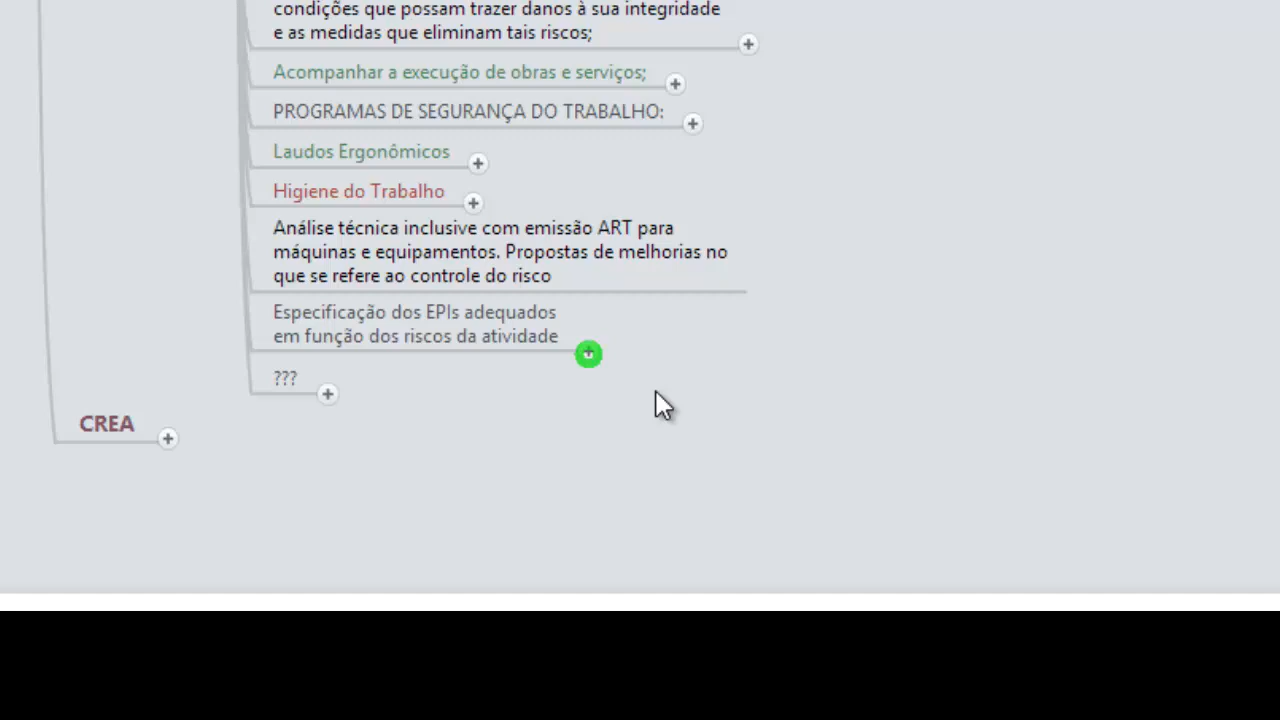 condições que possam trazer danos à sua integridade
e as medidas que eliminam tais riscos;
Acompanhar a execução de obras e serviços;
PROGRAMAS DE SEGURANÇA DO TRABALHO:
Laudos Ergonômicos
Higiene do Trabalho
Análise técnica inclusive com emissão ART para
máquinas e equipamentos. Propostas de melhorias no
que se refere ao controle do risco
Especificação dos EPIs adequados
em função dos riscos da atividade
???
CREA